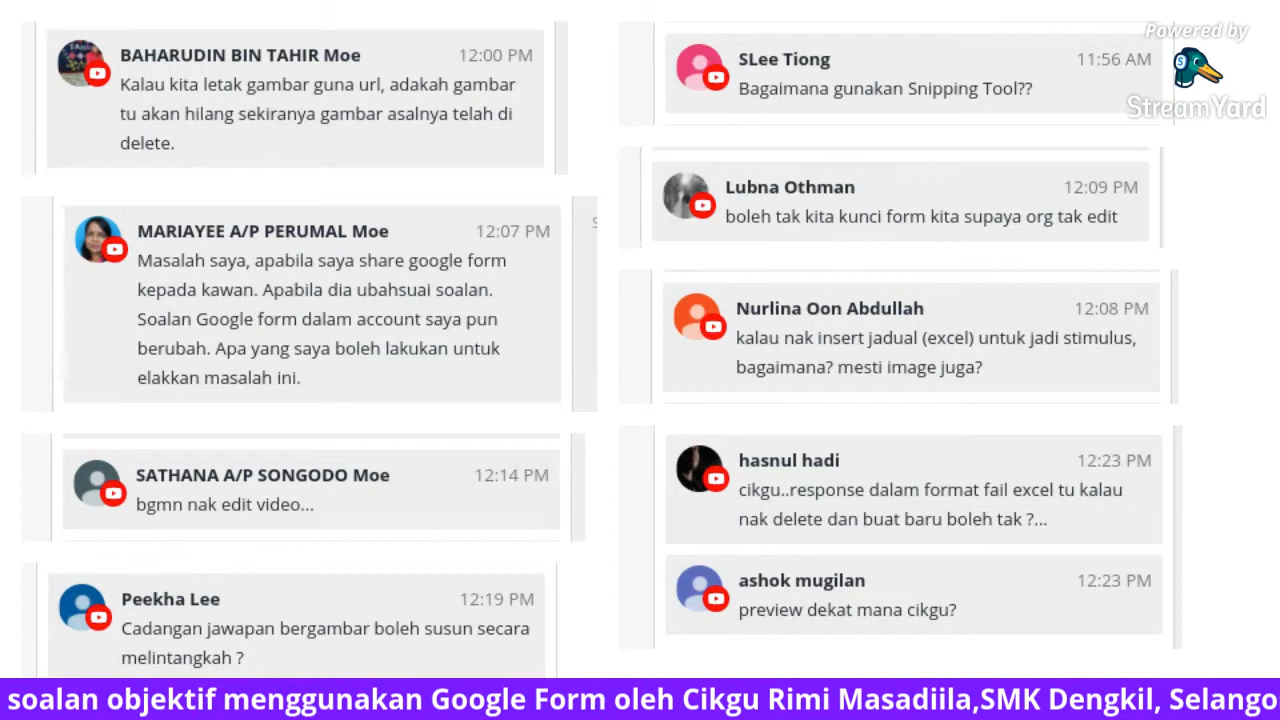 BAHARUDIN BIN TAHIR Moe 12:00 PM
Kalau kita letak gambar guna url, adakah gambar
tu akan hilang sekiranya gambar asalnya telah di
delete.
MARIAYEE A/P PERUMAL Moe 12:07 PM
Masalah saya, apabila saya share google form
kepada kawan. Apabila dia ubahsuai soalan.
Soalan Google form dalam account saya pun
berubah. Apa yang saya boleh lakukan untuk
elakkan masalah ini.
SATHANA A/P SONGODO Moe 12:14 PM
bgmn nak edit video...
Peekha Lee 12:19 PM
Cadangan jawapan bergambar boleh susun secara
melintangkah ?
Powered by
StreamYard
SLee Tiong 11:56 AM
Bagaimana gunakan Snipping Tool??
Lubna Othman 12:09 PM
boleh tak kita kunci form kita supaya org tak edit
Nurlina Oon Abdullah 12:08 PM
kalau nak insert jadual (excel) untuk jadi stimulus,
bagaimana? mesti image juga?
hasnul hadi 12:23 PM
cikgu..response dalam format fail excel tu kalau
nak delete dan buat baru boleh tak ?...
ashok mugilan 12:23 PM
preview dekat mana cikgu?
soalan objektif menggunakan Google Form oleh Cikgu Rimi Masadiila,SMK Dengkil, Selango